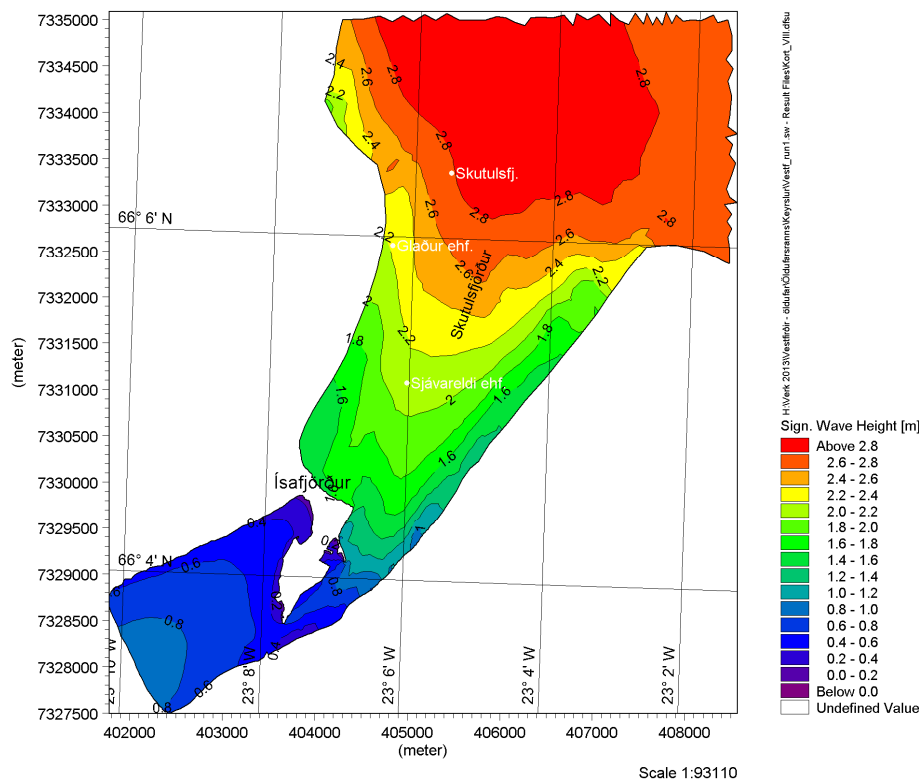 7335000
7334500
7334000
7333500
7333000
7332500
7332000
7331500
7331000
7330500
7330000
7329500
7329000
7328500
7328000
7327500
(meter)
402000 403000 404000 405000 406000 407000 408000
(meter)
Scale 1:93110
66° 6' N
66° 4' N
23° 8' W
23° 6' W
23° 4' W
23° 2' W
2.4
2.6
2.8
2.8
2.2
2.4
2.8
Skutulsfj.
2.6
2.8
2.8
2.8
2.2
Glaður ehf.
2.6
2.6
2.4
2.2
Skutulsfjörður
2
1.8
2.2
1.8
Sjávareldi ehf.
1.6
2
1.6
1.6
Ísafjörður
1
0.6
0.8
0.8
0.2
0.4
0.6
0.8
Sign. Wave Height [m]
Above 2.8
2.6 - 2.8
2.4 - 2.6
2.2 - 2.4
2.0 - 2.2
1.8 - 2.0
1.6 - 1.8
1.4 - 1.6
1.2 - 1.4
1.0 - 1.2
0.8 - 1.0
0.6 - 0.8
0.4 - 0.6
0.2 - 0.4
0.0 - 0.2
Below 0.0
Undefined Value